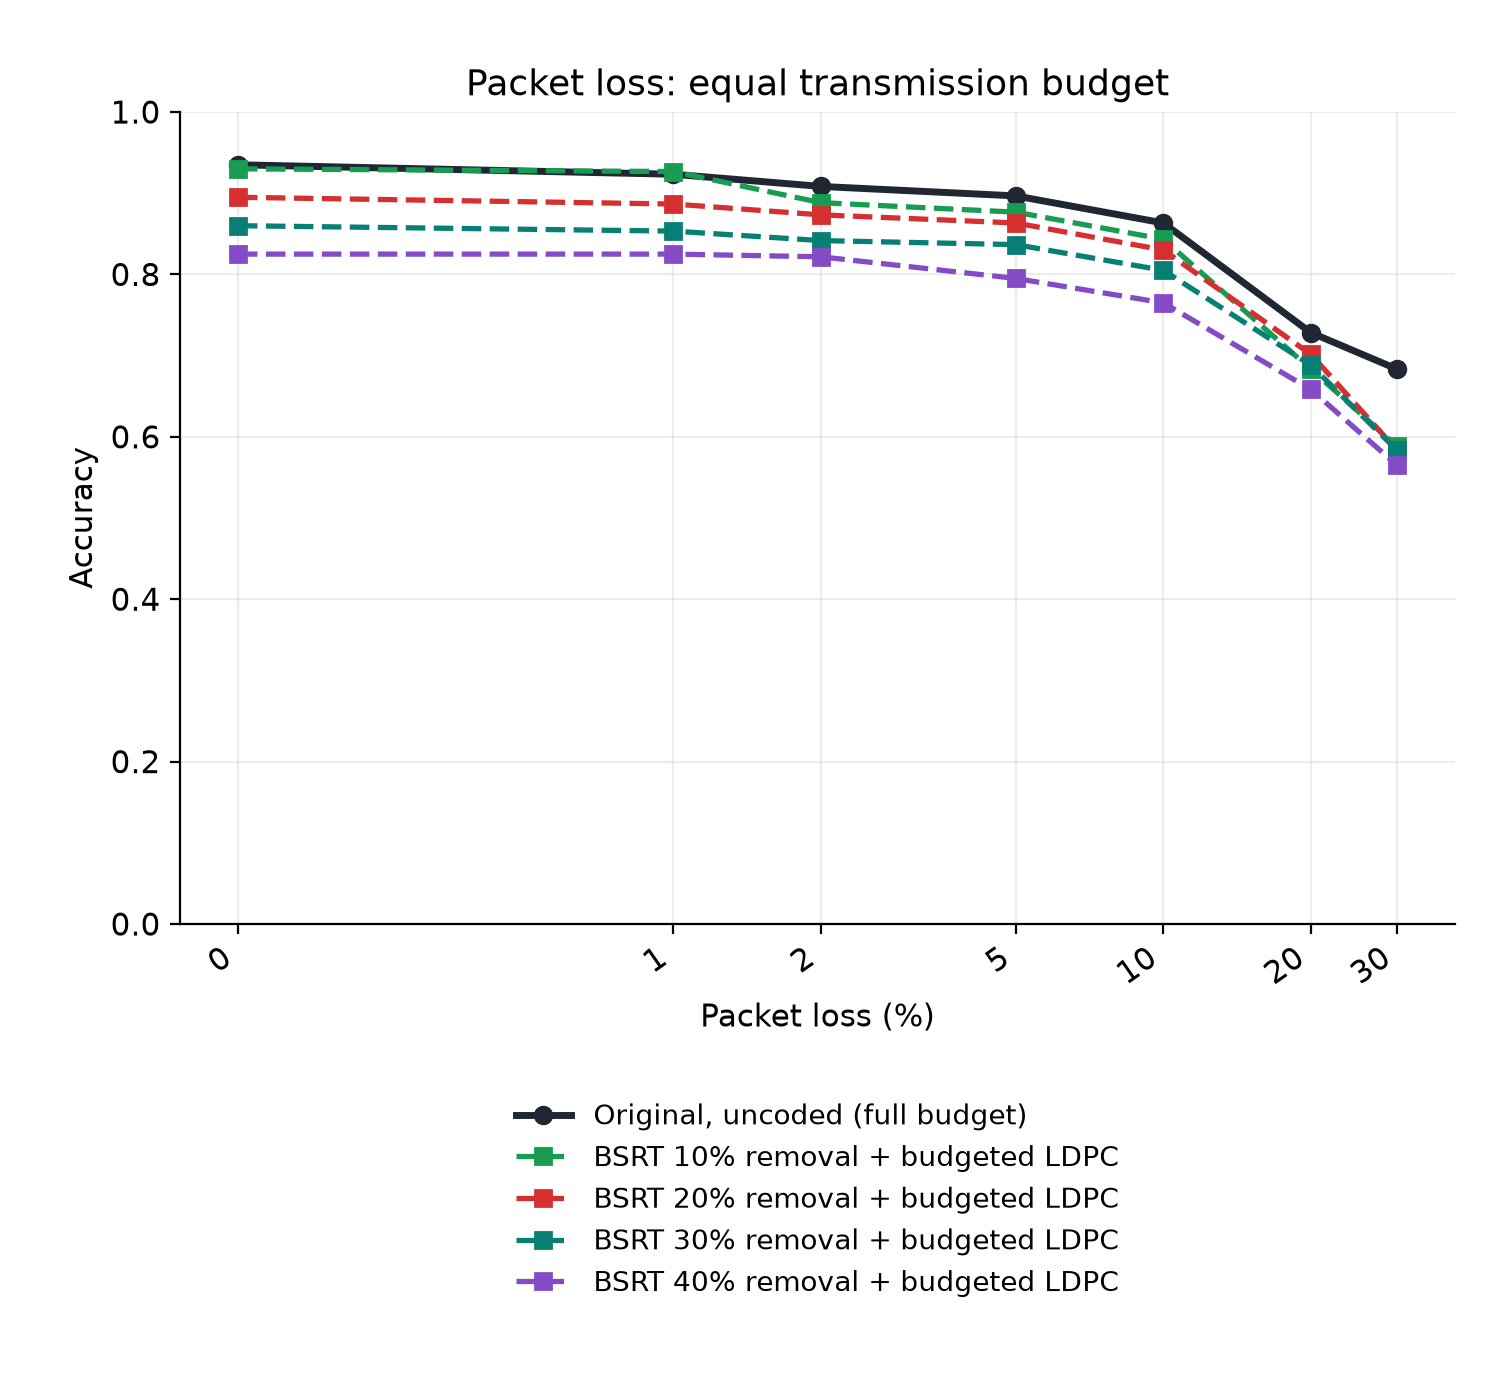 Packet loss: equal transmission budget
1.0
0.8
0.6
0.4
0.2
0.0
Accuracy
0
1
2
5
10
20
30
Packet loss (%)
Original, uncoded (full budget)
BSRT 10% removal + budgeted LDPC
BSRT 20% removal + budgeted LDPC
BSRT 30% removal + budgeted LDPC
BSRT 40% removal + budgeted LDPC